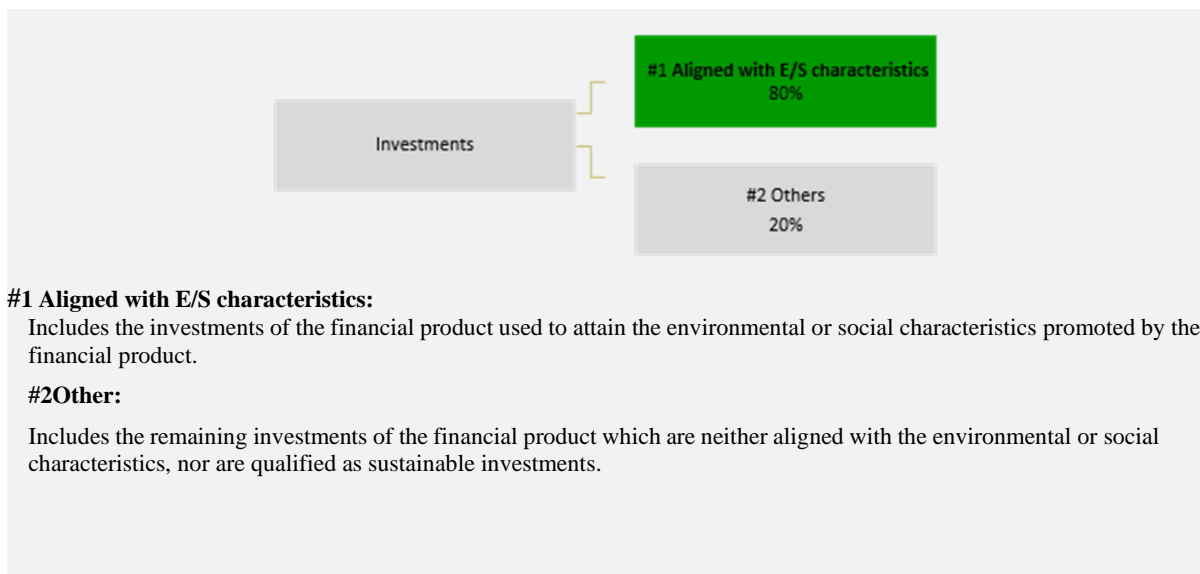 #1 Aligned with E/S characteristics
80%
Investments
#2 Others
20%
#1 Aligned with E/S characteristics:
Includes the investments of the financial product used to attain the environmental or social characteristics promoted by the
financial product.
#2Other:
Includes the remaining investments of the financial product which are neither aligned with the environmental or social
characteristics, nor are qualified as sustainable investments.